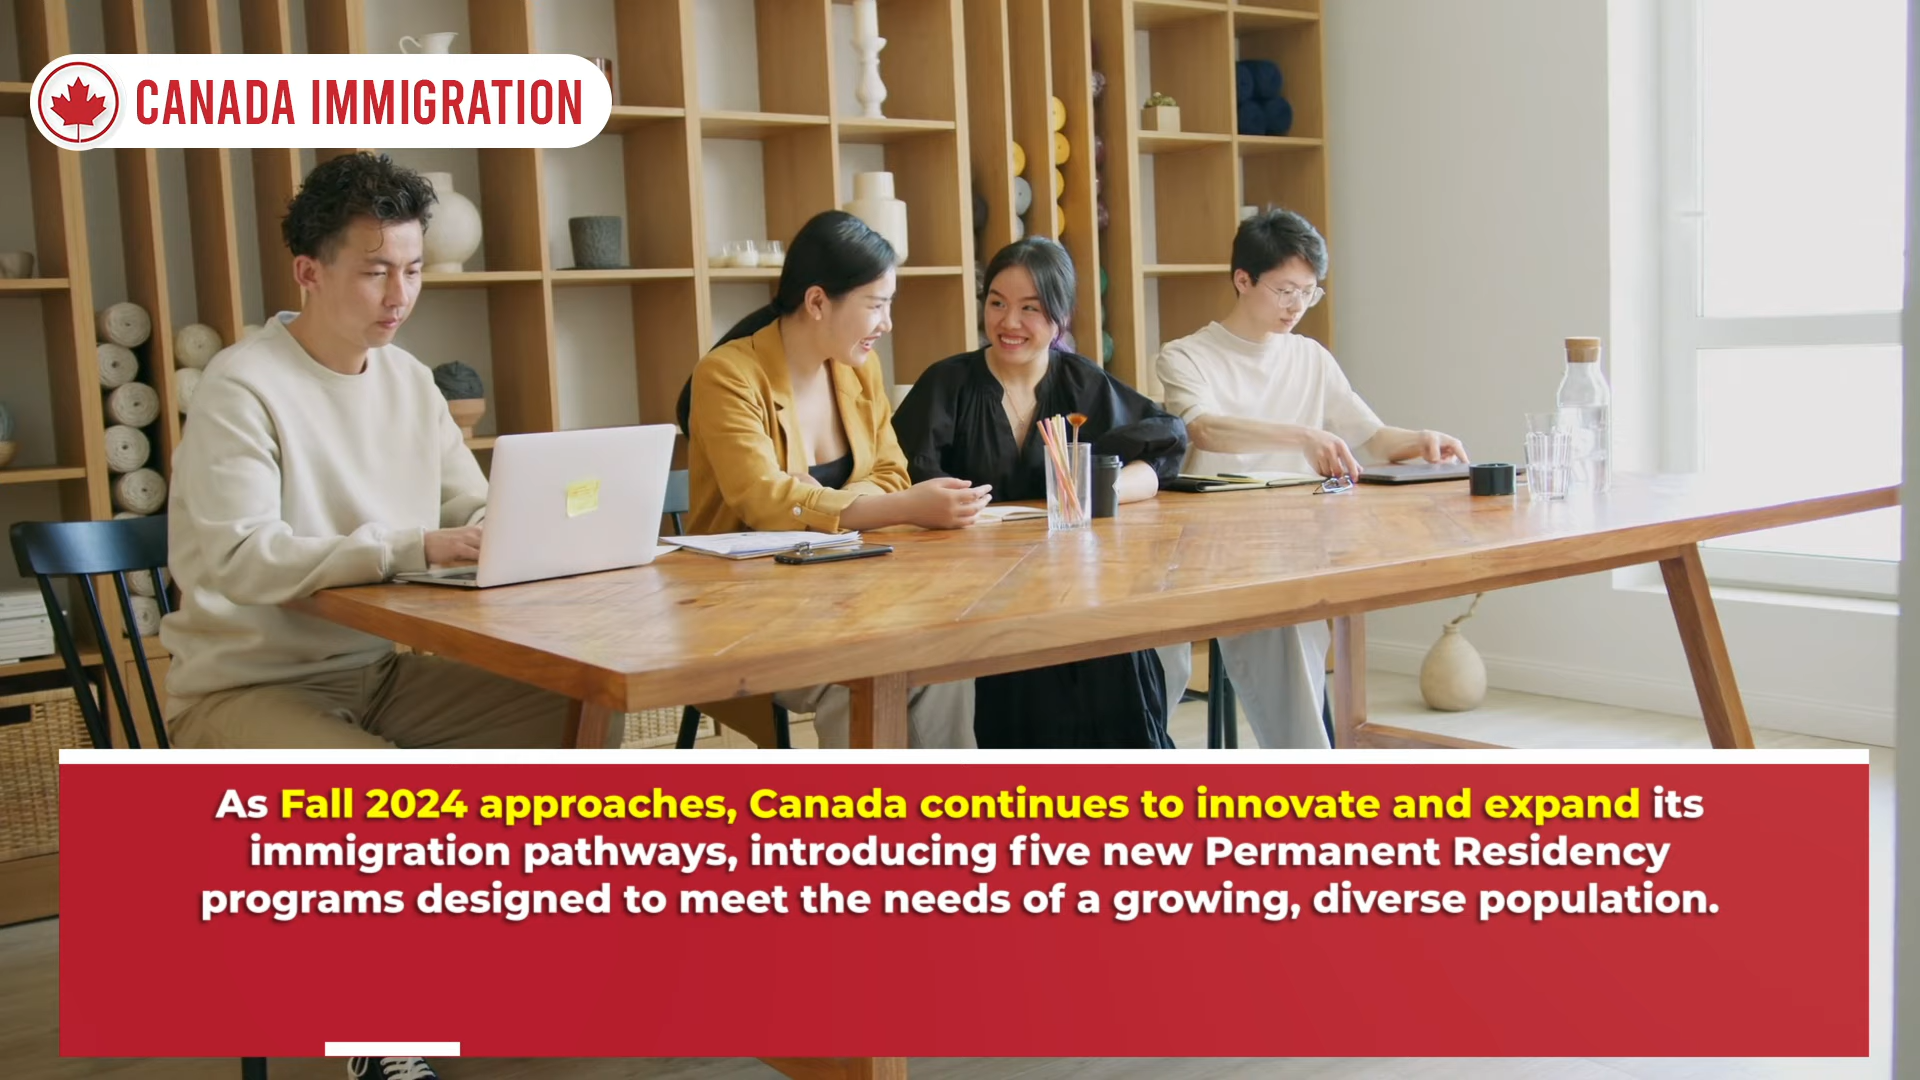 CANADA IMMIGRATION
As Fall 2024 approaches, Canada continues to innovate and expand its
immigration pathways, introducing five new Permanent Residency
programs designed to meet the needs of a growing, diverse population.